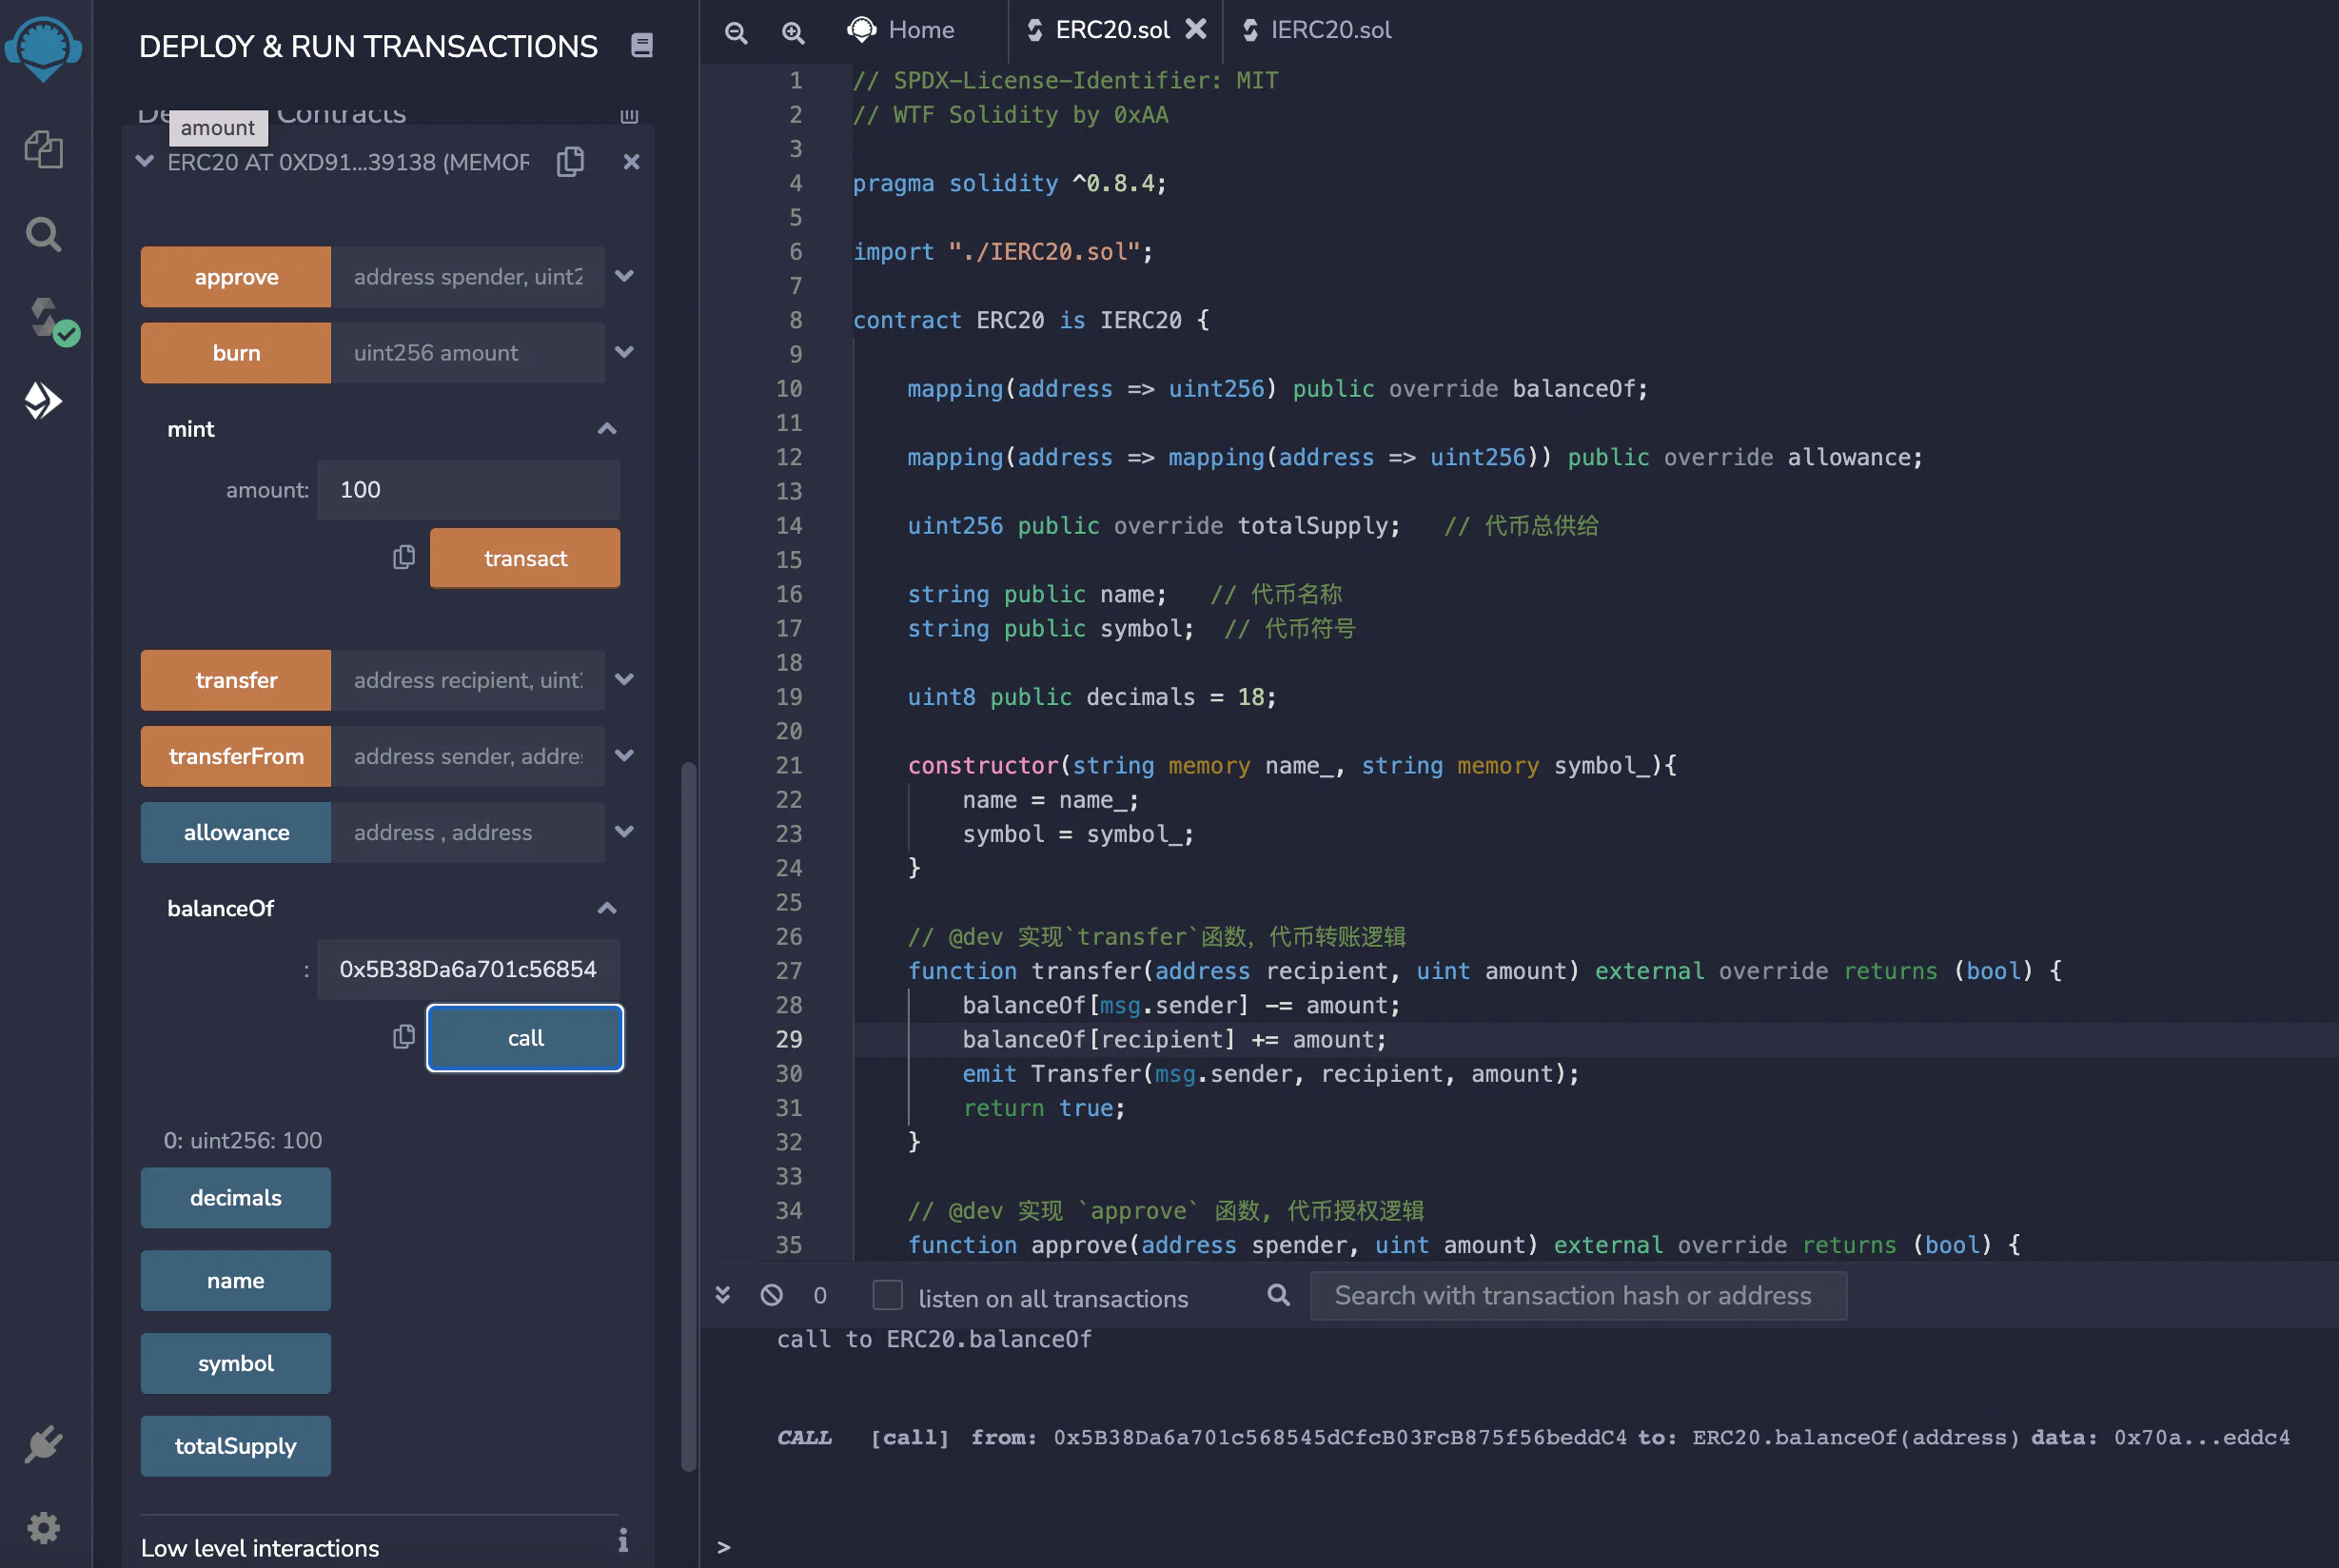 DEPLOY & RUN TRANSACTIONS
Contracts
amount
ERC20 AT 0XD91...39138 (MEMOR
approve address spender, uint2
burn uint256 amount
mint
amount: 100
transact
transfer address recipient, uint
transferFrom address sender, addre
allowance address , address
balanceOf
: 0x5B38Da6a701c56854
call
0: uint256: 100
decimals
name
symbol
totalSupply
Low level interactions
Home ERC20.sol IERC20.sol
1 // SPDX-License-Identifier: MIT
2 // WTF Solidity by 0xAA
3
4 pragma solidity ^0.8.4;
5
6 import "./IERC20.sol";
7
8 contract ERC20 is IERC20 {
9
10 mapping(address => uint256) public override balanceOf;
11
12 mapping(address => mapping(address => uint256)) public override allowance;
13
14 uint256 public override totalSupply; // 代币总供给
15
16 string public name; // 代币名称
17 string public symbol; // 代币符号
18
19 uint8 public decimals = 18;
20
21 constructor(string memory name_, string memory symbol_){
22 name = name_;
23 symbol = symbol_;
24 }
25
26 // @dev 实现`transfer`函数，代币转账逻辑
27 function transfer(address recipient, uint amount) external override returns (bool) {
28 balanceOf[msg.sender] -= amount;
29 balanceOf[recipient] += amount;
30 emit Transfer(msg.sender, recipient, amount);
31 return true;
32 }
33
34 // @dev 实现 `approve` 函数, 代币授权逻辑
35 function approve(address spender, uint amount) external override returns (bool) {
0 listen on all transactions Search with transaction hash or address
call to ERC20.balanceOf
CALL [call] from: 0x5B38Da6a701c568545dCfcB03FcB875f56beddC4 to: ERC20.balanceOf(address) data: 0x70a...eddc4
>